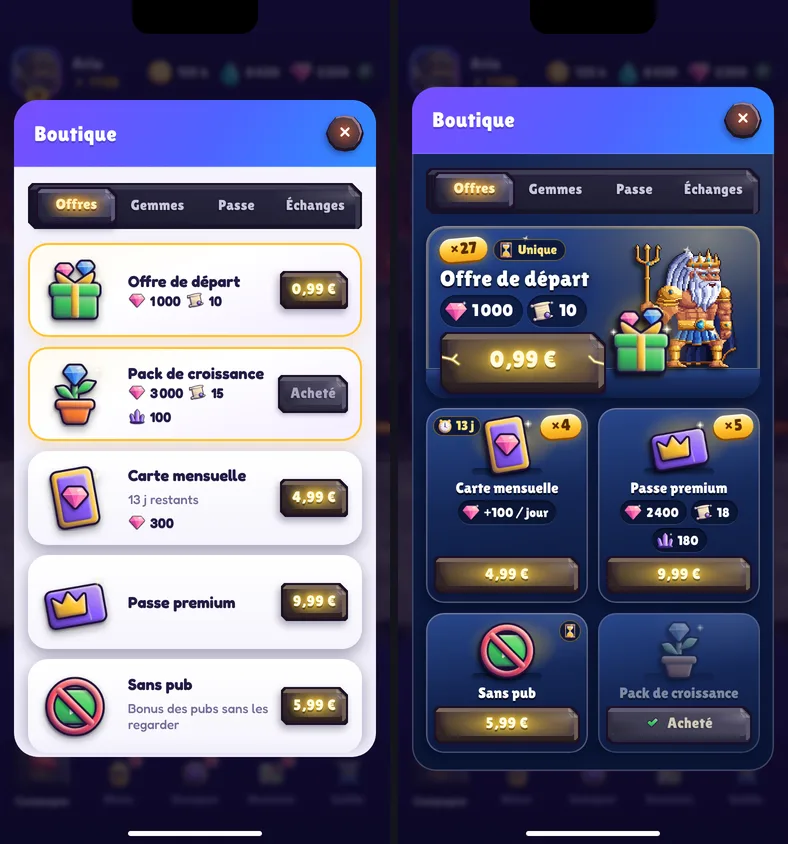 Boutique
×
Offres Gemmes Passe Échanges
Offre de départ
1000 10
0,99 €
Pack de croissance
3000 15
100
Acheté
Carte mensuelle
13 j restants
300
4,99 €
Passe premium
9,99 €
Sans pub
Bonus des pubs sans les
regarder
5,99 €
Boutique
×
Offres Gemmes Passe Échanges
×27 Unique
Offre de départ
1000 10
0,99 €
13 j ×4
Carte mensuelle
+100 / jour
4,99 €
×5
Passe premium
2400 18
180
9,99 €
Sans pub
5,99 €
Pack de croissance
Acheté